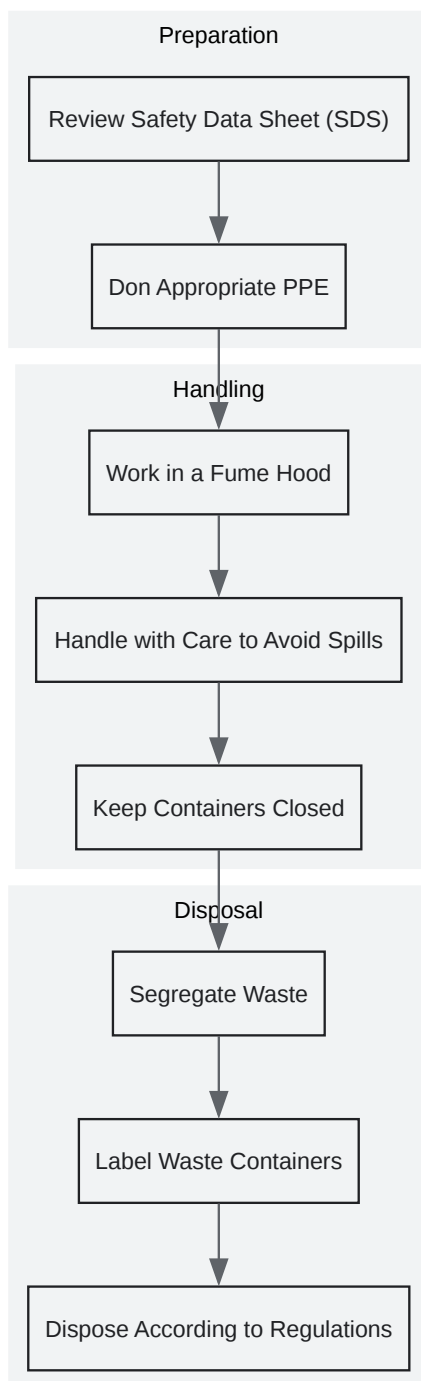 Preparation
Review Safety Data Sheet (SDS)
Don Appropriate PPE
Handling
Work in a Fume Hood
Handle with Care to Avoid Spills
Keep Containers Closed
Disposal
Segregate Waste
Label Waste Containers
Dispose According to Regulations